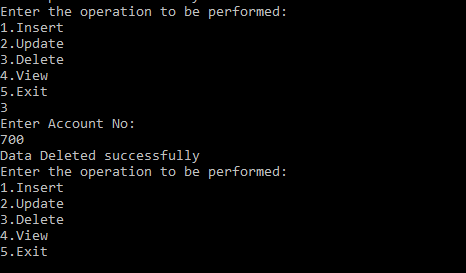 Enter the operation to be performed:
1.Insert
2.Update
3.Delete
4.View
5.Exit
3
Enter Account No:
700
Data Deleted successfully
Enter the operation to be performed:
1.Insert
2.Update
3.Delete
4.View
5.Exit